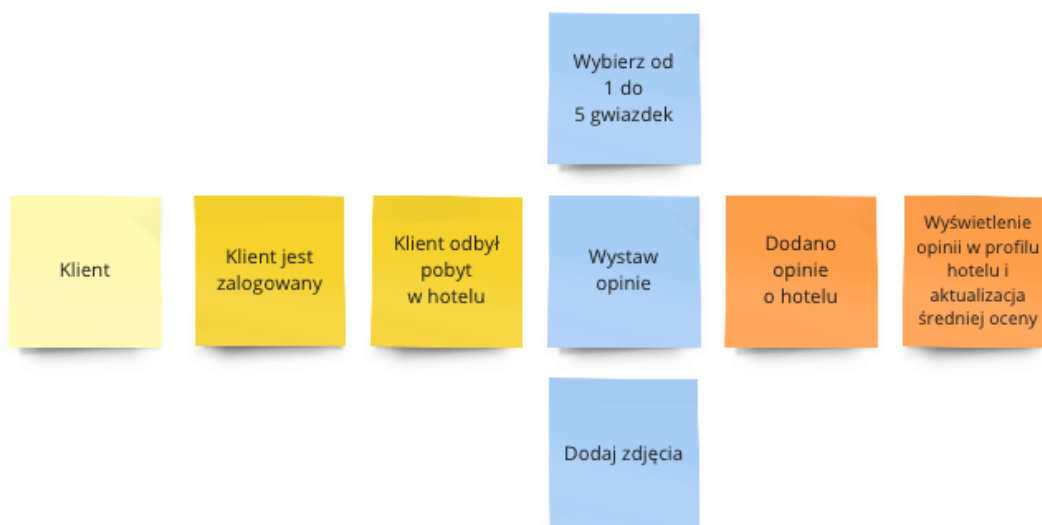 Wybierz od
1 do
5 gwiazdek
Klient
Klient jest
zalogowany
Klient odbył
pobyt
w hotelu
Wystaw
opinie
Dodano
opinie
o hotelu
Wyświetlenie
opinii w profilu
hotelu i
aktualizacja
średniej oceny
Dodaj zdjęcia